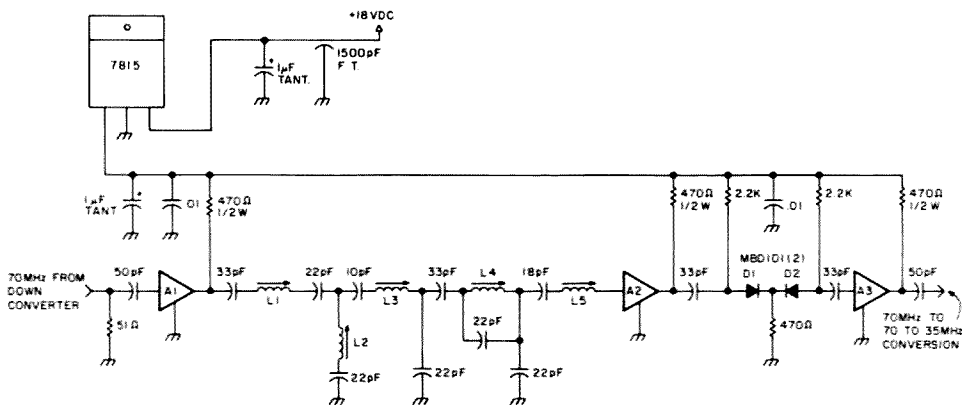 +18VDC
7815
1µF
TANT.
1500pF
F T.
1µF
TANT
.01
470Ω
1/2W
470Ω
1/2W
2.2K
.01
2.2K
470Ω
1/2W
70MHz FROM
DOWN
CONVERTER
50pF
A1
33pF
L1
22pF
10pF
L3
33pF
L4
18pF
L5
A2
33pF
MBD101(2)
D1
D2
33pF
A3
50pF
51Ω
L2
22pF
22pF
22pF
22pF
470Ω
70MHz TO
70 TO 35MHz
CONVERSION